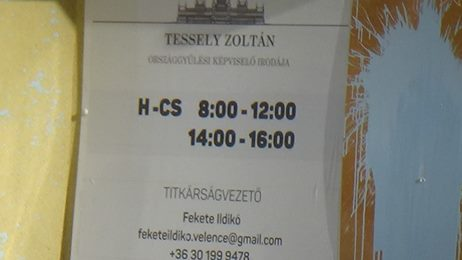 TESSELY ZOLTÁN
ORSZÁGGYŰLÉSI KÉPVISELŐ IRODÁJA
H-CS 8:00-12:00
14:00-16:00
TITKÁRSÁGVEZETŐ
Fekete Ildikó
feketeildiko.velence@gmail.com
+36 30 199 9478